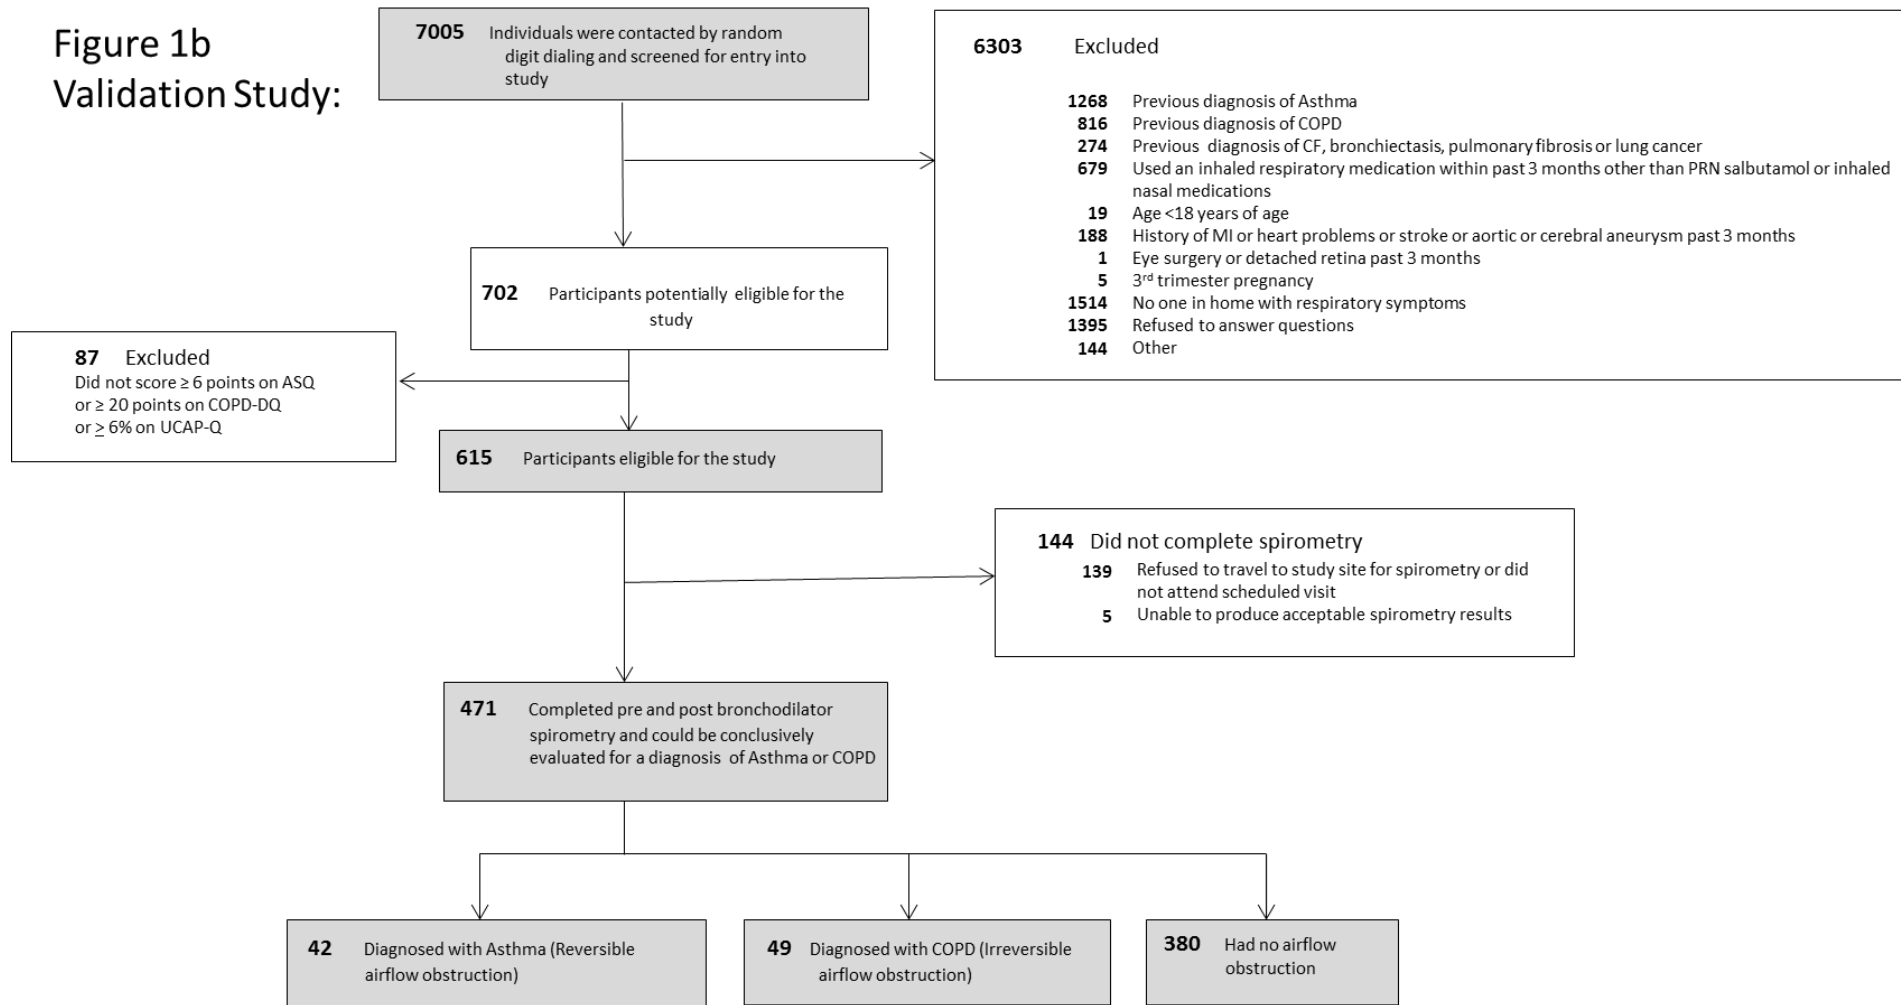 Figure 1b
Validation Study:
7005 Individuals were contacted by random
digit dialing and screened for entry into
study
6303 Excluded
1268 Previous diagnosis of Asthma
816 Previous diagnosis of COPD
274 Previous diagnosis of CF, bronchiectasis, pulmonary fibrosis or lung cancer
679 Used an inhaled respiratory medication within past 3 months other than PRN salbutamol or inhaled
nasal medications
19 Age <18 years of age
188 History of MI or heart problems or stroke or aortic or cerebral aneurysm past 3 months
1 Eye surgery or detached retina past 3 months
5 3rd trimester pregnancy
1514 No one in home with respiratory symptoms
1395 Refused to answer questions
144 Other
702 Participants potentially eligible for the
study
87 Excluded
Did not score ≥ 6 points on ASQ
or ≥ 20 points on COPD-DQ
or ≥ 6% on UCAP-Q
615 Participants eligible for the study
144 Did not complete spirometry
139 Refused to travel to study site for spirometry or did
not attend scheduled visit
5 Unable to produce acceptable spirometry results
471 Completed pre and post bronchodilator
spirometry and could be conclusively
evaluated for a diagnosis of Asthma or COPD
42 Diagnosed with Asthma (Reversible
airflow obstruction)
49 Diagnosed with COPD (Irreversible
airflow obstruction)
380 Had no airflow
obstruction